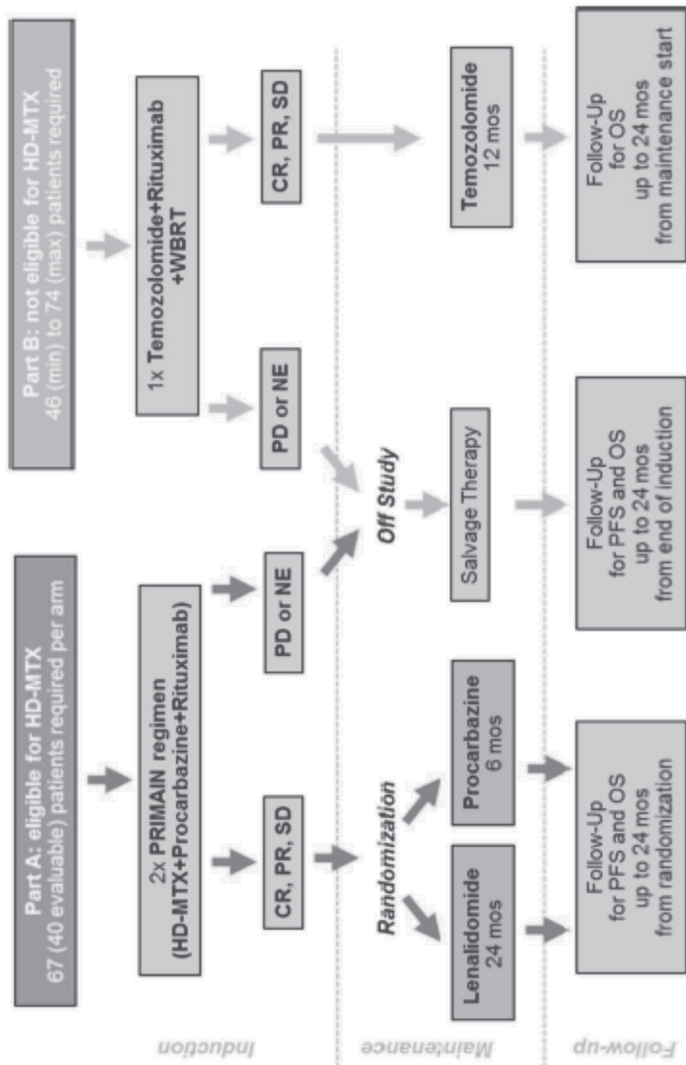 Part A: eligible for HD-MTX
67 (40 evaluable) patients required per arm
Part B: not eligible for HD-MTX
46 (min) to 74 (max) patients required
Induction
2x PRIMAIN regimen
(HD-MTX+Procarbazine+Rituximab)
1x Temozolomide+Rituximab
+WBRT
CR, PR, SD
PD or NE
PD or NE
CR, PR, SD
Maintenance
Randomization
Off Study
Lenalidomide
24 mos
Procarbazine
6 mos
Salvage Therapy
Temozolomide
12 mos
Follow-up
Follow-Up
for PFS and OS
up to 24 mos
from randomization
Follow-Up
for PFS and OS
up to 24 mos
from end of induction
Follow-Up
for OS
up to 24 mos
from maintenance start